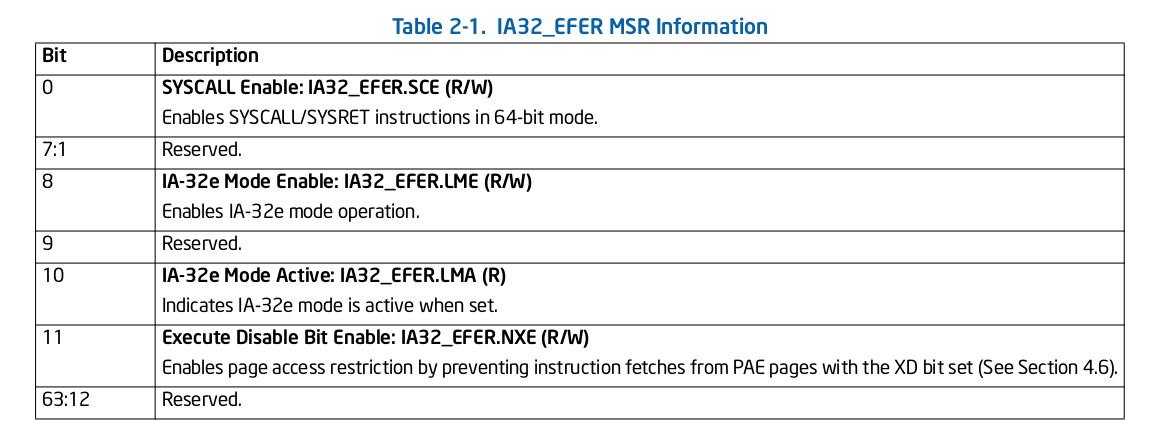 Table 2-1. IA32_EFER MSR Information
Bit Description
0 SYSCALL Enable: IA32_EFER.SCE (R/W)
Enables SYSCALL/SYSRET instructions in 64-bit mode.
7:1 Reserved.
8 IA-32e Mode Enable: IA32_EFER.LME (R/W)
Enables IA-32e mode operation.
9 Reserved.
10 IA-32e Mode Active: IA32_EFER.LMA (R)
Indicates IA-32e mode is active when set.
11 Execute Disable Bit Enable: IA32_EFER.NXE (R/W)
Enables page access restriction by preventing instruction fetches from PAE pages with the XD bit set (See Section 4.6).
63:12 Reserved.